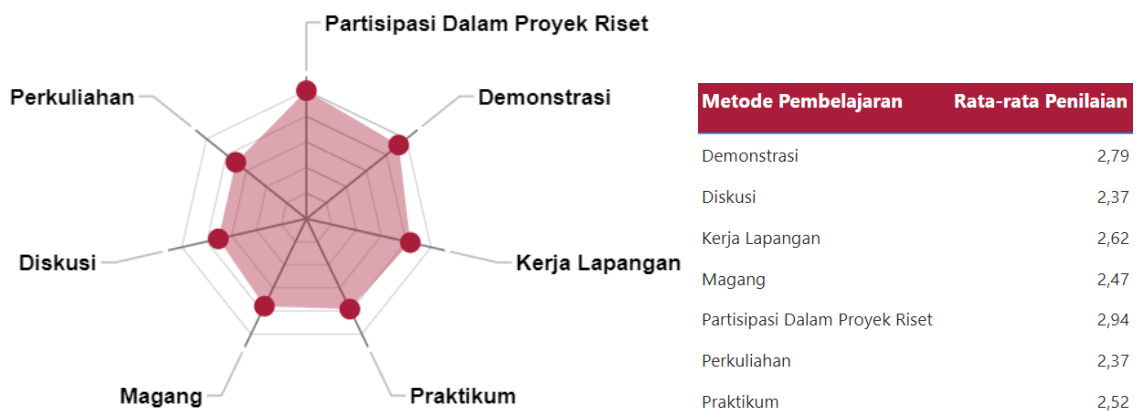 Partisipasi Dalam Proyek Riset
Perkuliahan
Demonstrasi
Diskusi
Kerja Lapangan
Magang
Praktikum
Metode Pembelajaran Rata-rata Penilaian
Demonstrasi 2,79
Diskusi 2,37
Kerja Lapangan 2,62
Magang 2,47
Partisipasi Dalam Proyek Riset 2,94
Perkuliahan 2,37
Praktikum 2,52